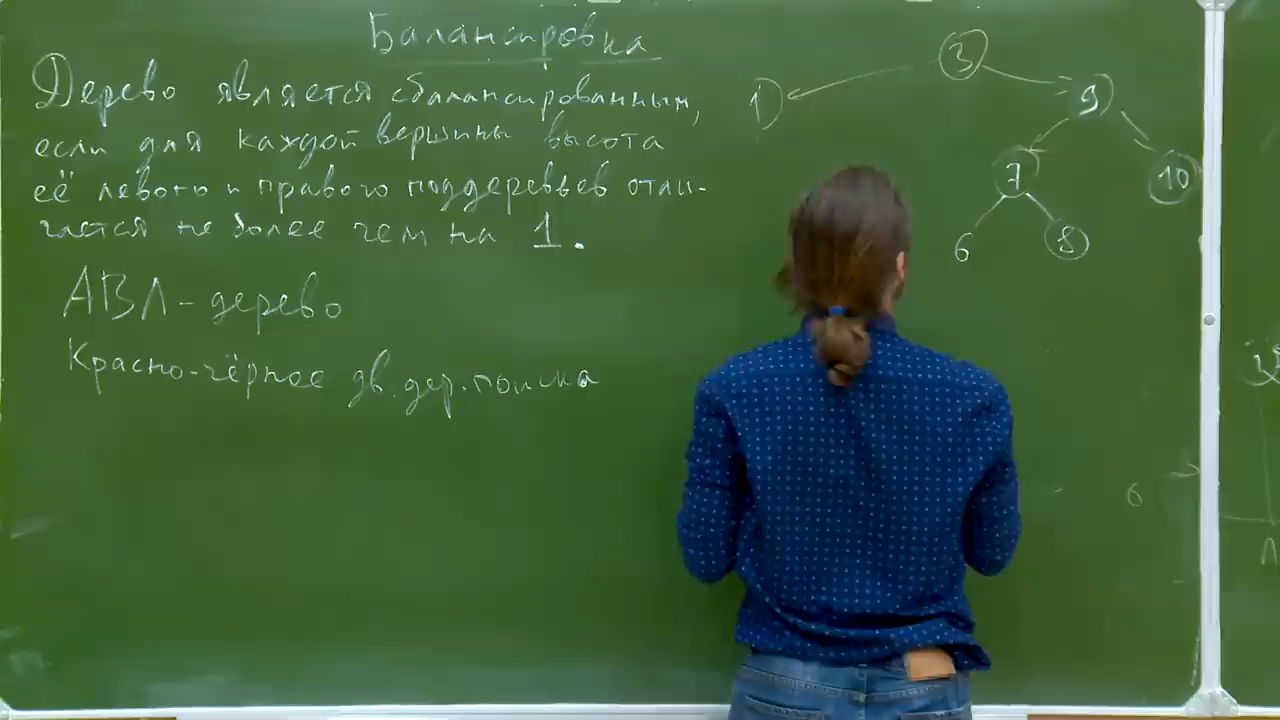 Балансировка
Дерево является сбалансированным,
если для каждой вершины высота
её левого и правого поддеревьев отли-
чается не более чем на 1.
АВЛ-дерево
Красно-чёрное дв. дер. поиска
3
1
9
7
10
6
8
6